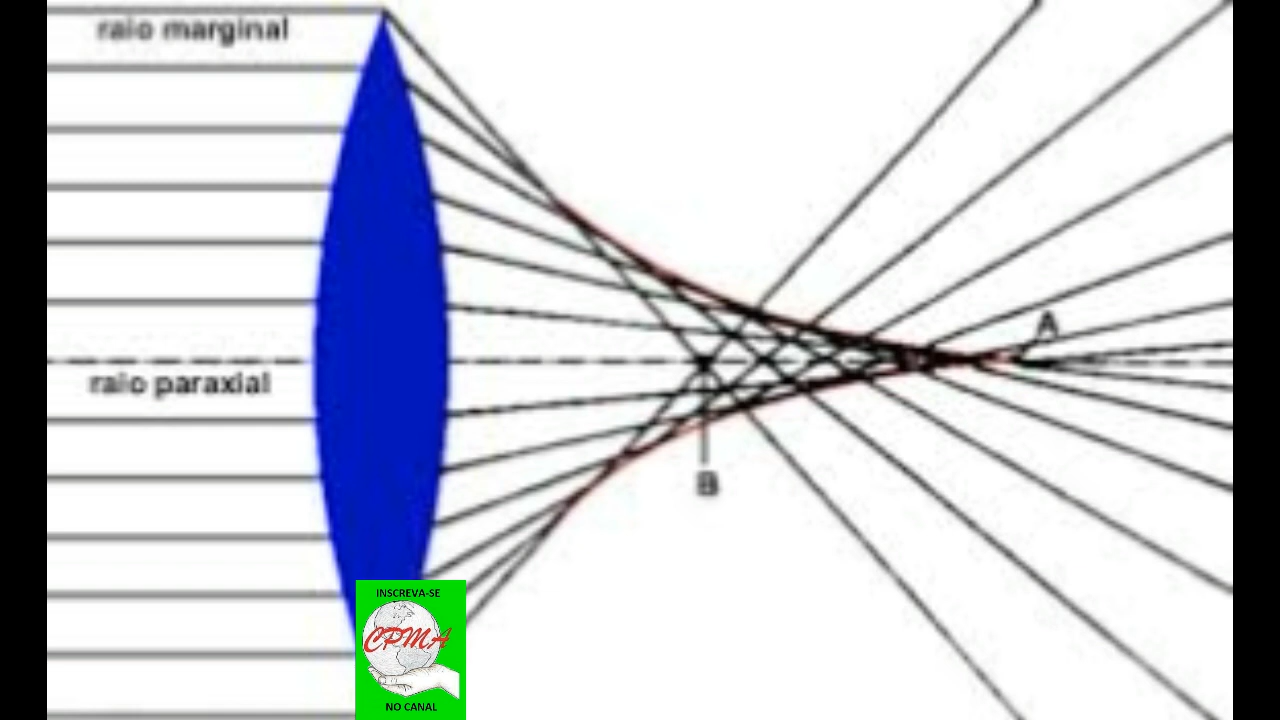 raio marginal
A
raio paraxial
B
INSCREVA-SE
CPMA
NO CANAL